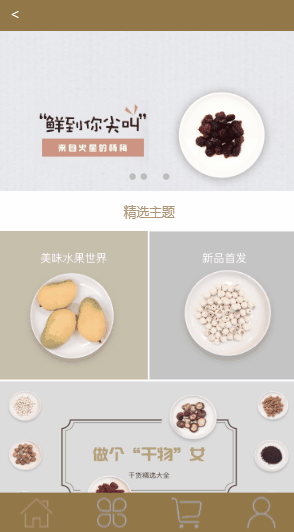 <
“鲜到你尖叫”
来自火星的杨梅
精选主题
美味水果世界
新品首发
做个“干物”女
干货精选大全